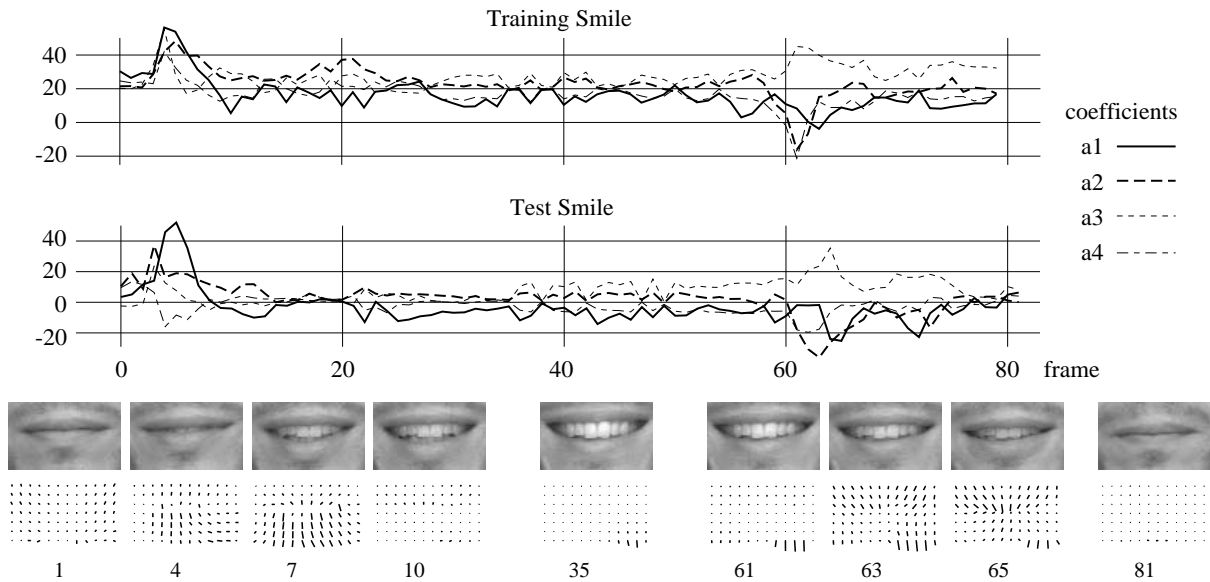 Training Smile
40
20
0
-20
coefficients
a1
a2
a3
a4
Test Smile
40
20
0
-20
0 20 40 60 80 frame
1 4 7 10 35 61 63 65 81